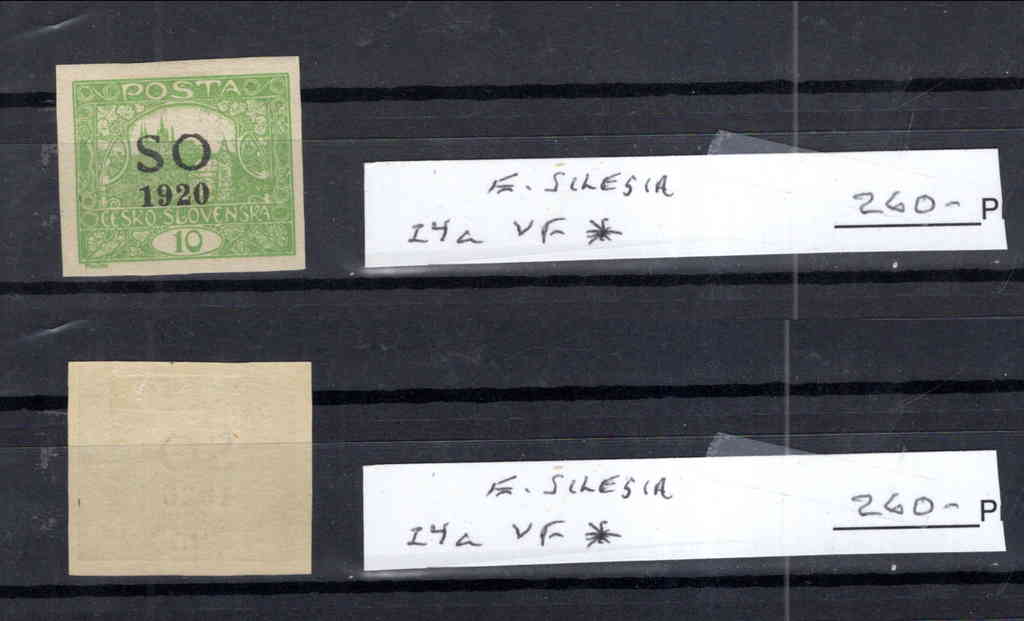 POSTA
SO
1920
ČESKO SLOVENSKÁ
10
E. SILESIA
14a VF *
260- P
E. SILESIA
14a VF *
260- P